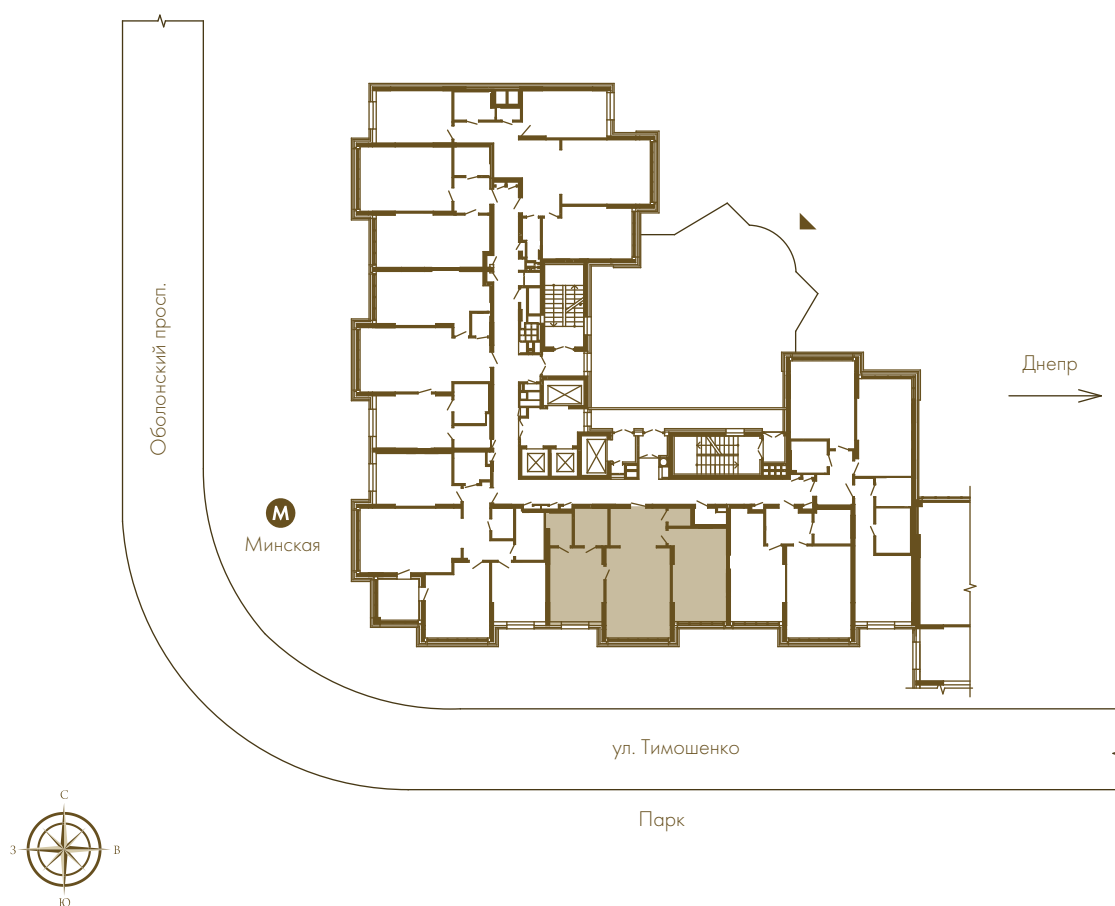 Оболонский просп.
Днепр
М
Минская
ул. Тимошенко
Парк
С
З
В
Ю